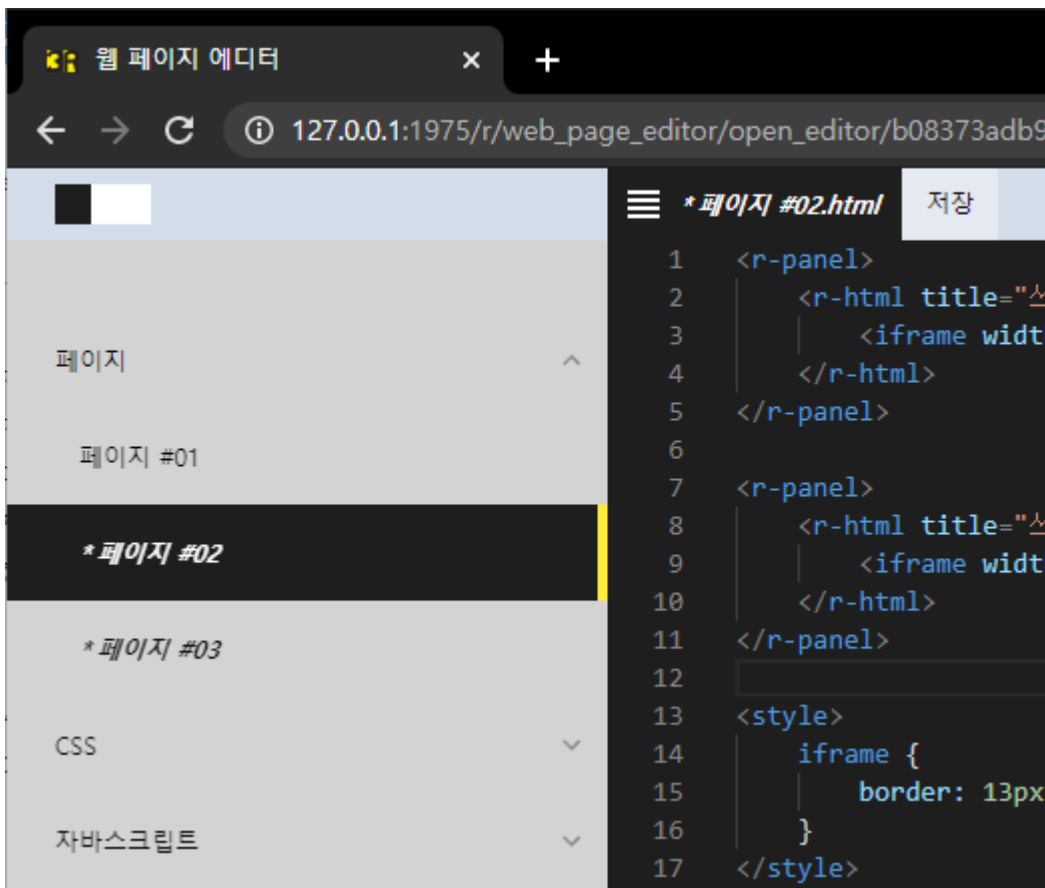 웹 페이지 에디터
127.0.0.1:1975/r/web_page_editor/open_editor/b08373adb9
* 페이지 #02.html 저장
페이지
페이지 #01
* 페이지 #02
* 페이지 #03
CSS
자바스크립트
1 <r-panel>
2 <r-html title="쓰
3 <iframe widt
4 </r-html>
5 </r-panel>
6
7 <r-panel>
8 <r-html title="쓰
9 <iframe widt
10 </r-html>
11 </r-panel>
12
13 <style>
14 iframe {
15 border: 13px
16 }
17 </style>